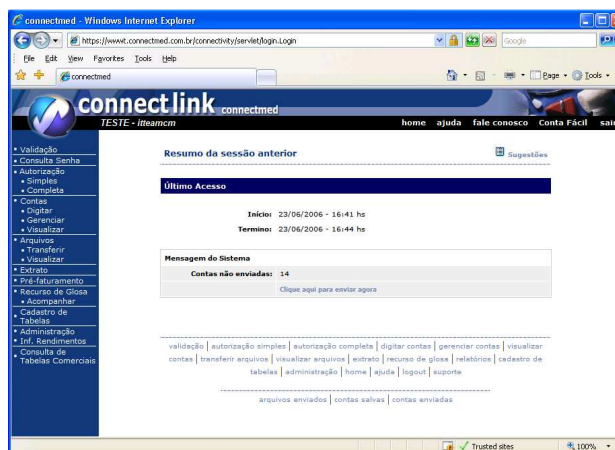 connectmed - Windows Internet Explorer
https://wwwt.connectmed.com.br/connectivity/servlet/login.Login
Google
File Edit View Favorites Tools Help
connectmed
Page Tools
connect link connectmed
TESTE - itteamcm
home ajuda fale conosco Conta Fácil sair
Validação
Consulta Senha
Autorização
Simples
Completa
Contas
Digitar
Gerenciar
Visualizar
Arquivos
Transferir
Visualizar
Extrato
Pré-faturamento
Recurso de Glosa
Acompanhar
Cadastro de
Tabelas
Administração
Inf. Rendimentos
Consulta de
Tabelas Comerciais
Resumo da sessão anterior
Sugestões
Último Acesso
Início: 23/06/2006 - 16:41 hs
Termino: 23/06/2006 - 16:44 hs
Mensagem do Sistema
Contas não enviadas: 14
Clique aqui para enviar agora
validação | autorização simples | autorização completa | digitar contas | gerenciar contas | visualizar
contas | transferir arquivos | visualizar arquivos | extrato | recurso de glosa | relatórios | cadastro de
tabelas | administração | home | ajuda | logout | suporte
arquivos enviados | contas salvas | contas enviadas
Trusted sites 100%